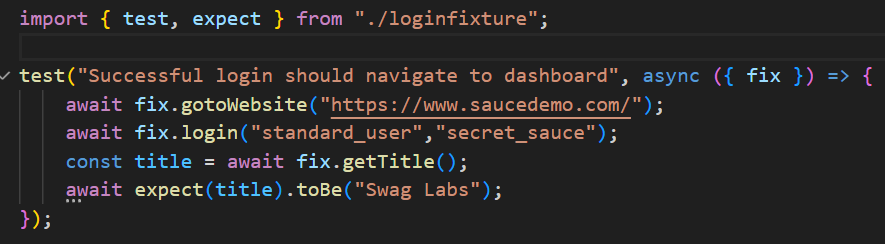 import { test, expect } from "./loginfixture";
test("Successful login should navigate to dashboard", async ({ fix }) => {
await fix.gotoWebsite("https://www.saucedemo.com/");
await fix.login("standard_user","secret_sauce");
const title = await fix.getTitle();
await expect(title).toBe("Swag Labs");
});